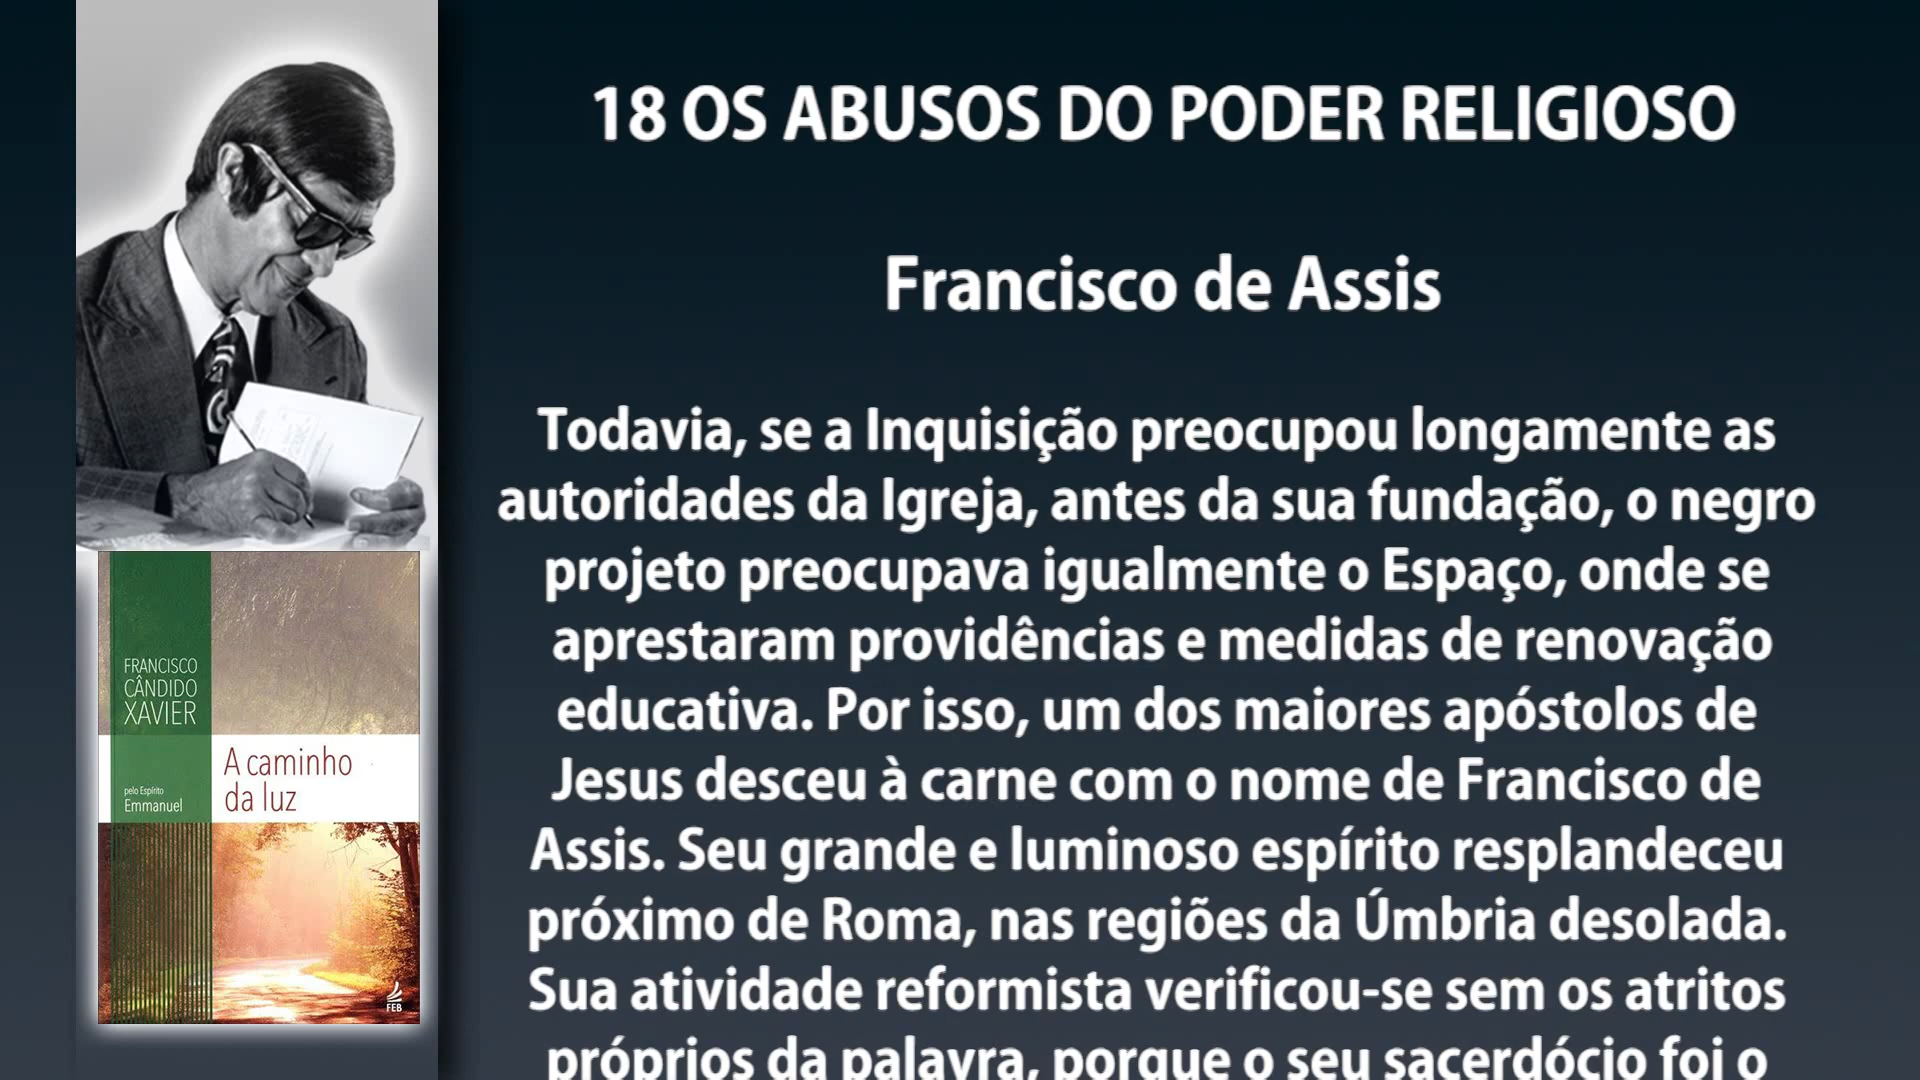 18 OS ABUSOS DO PODER RELIGIOSO
Francisco de Assis
Todavia, se a Inquisição preocupou longamente as
autoridades da Igreja, antes da sua fundação, o negro
projeto preocupava igualmente o Espaço, onde se
aprestaram providências e medidas de renovação
educativa. Por isso, um dos maiores apóstolos de
Jesus desceu à carne com o nome de Francisco de
Assis. Seu grande e luminoso espírito resplandeceu
próximo de Roma, nas regiões da Úmbria desolada.
Sua atividade reformista verificou-se sem os atritos
próprios da palavra, porque o seu sacerdócio foi o
FRANCISCO
CÂNDIDO
XAVIER
A caminho
da luz
pelo Espírito
Emmanuel
FEB